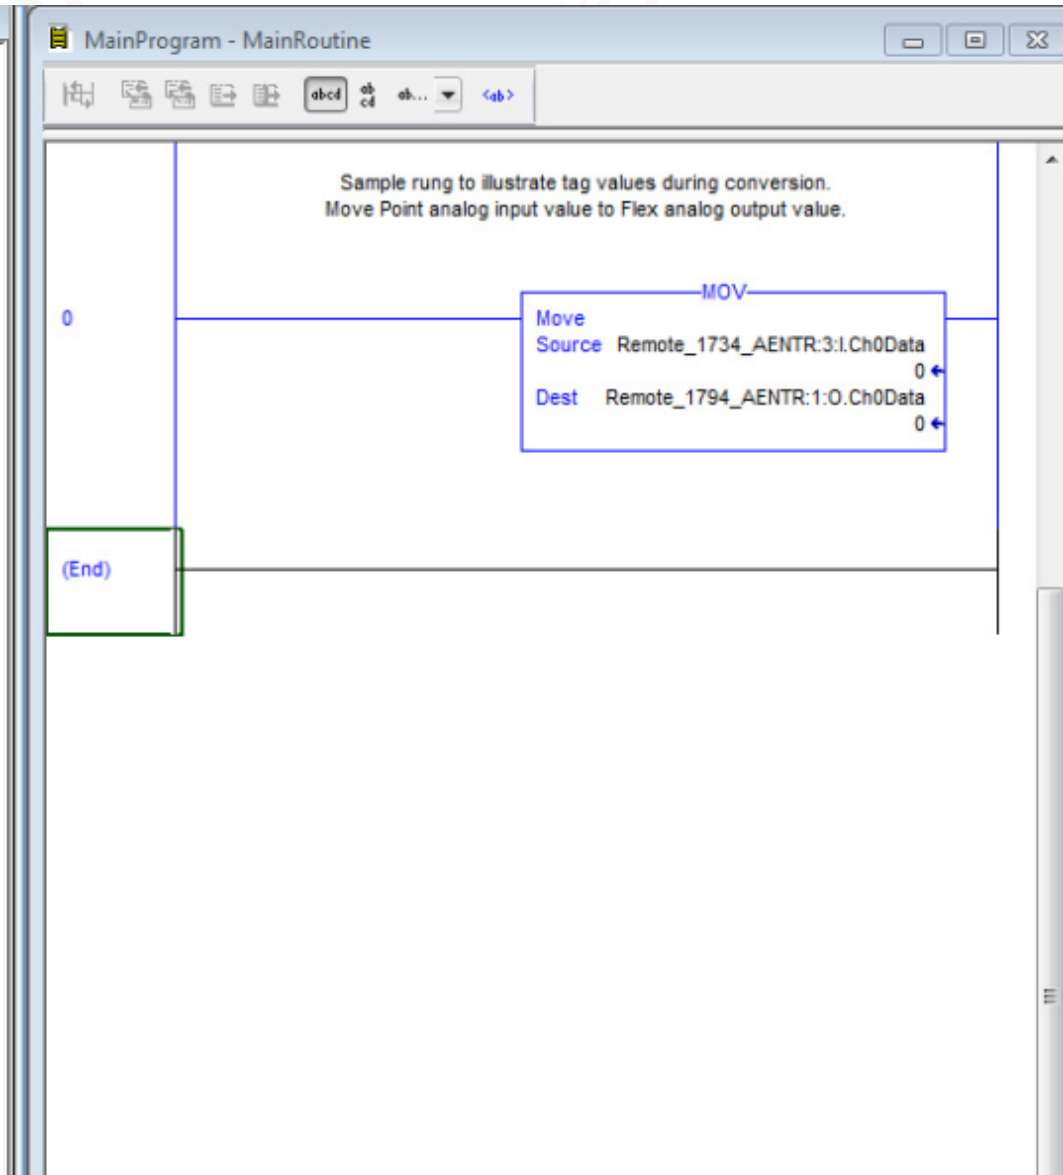 MainProgram - MainRoutine
abcd ab cd ab... <ab>
Sample rung to illustrate tag values during conversion.
Move Point analog input value to Flex analog output value.
MOV
0
Move
Source Remote_1734_AENTR:3:I.Ch0Data
0
Dest Remote_1794_AENTR:1:O.Ch0Data
0
(End)